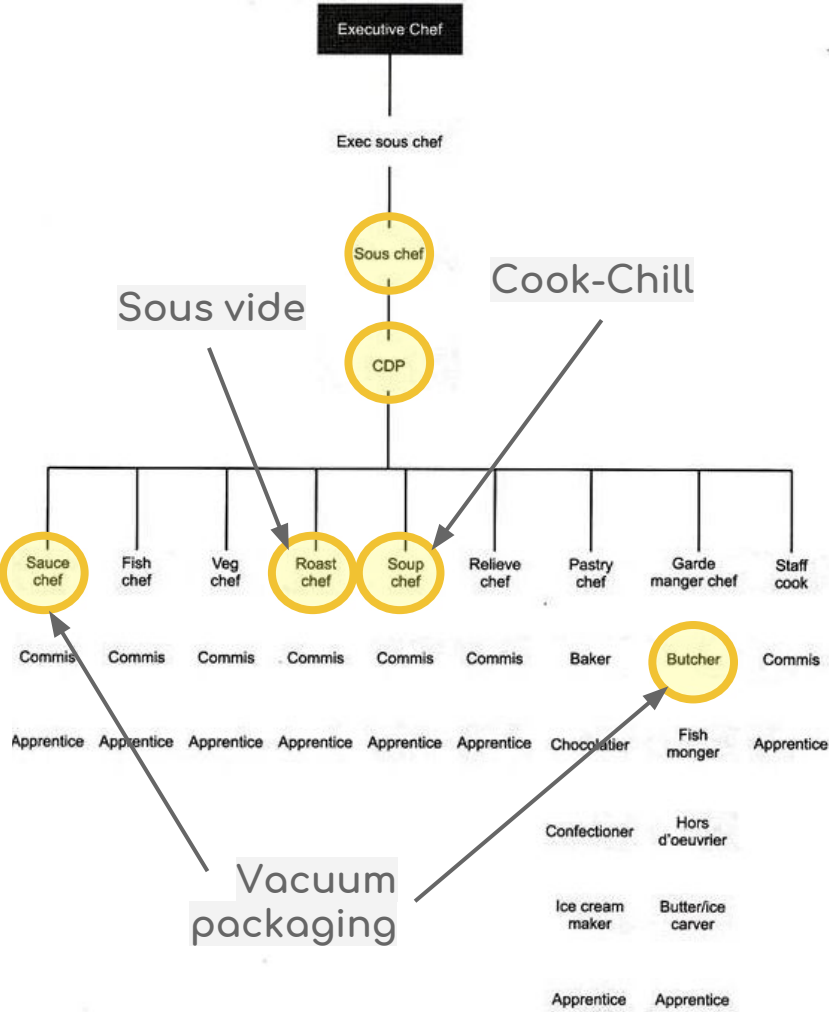 Executive Chef
Exec sous chef
Sous chef
Cook-Chill
Sous vide
CDP
Sauce
chef
Fish
chef
Veg
chef
Roast
chef
Soup
chef
Relieve
chef
Pastry
chef
Garde
manger chef
Staff
cook
Commis
Commis
Commis
Commis
Commis
Commis
Baker
Butcher
Commis
Apprentice
Apprentice
Apprentice
Apprentice
Apprentice
Apprentice
Chocolatier
Fish
monger
Apprentice
Confectioner
Hors
d'oeuvrier
Vacuum
packaging
Ice cream
maker
Butter/ice
carver
Apprentice
Apprentice